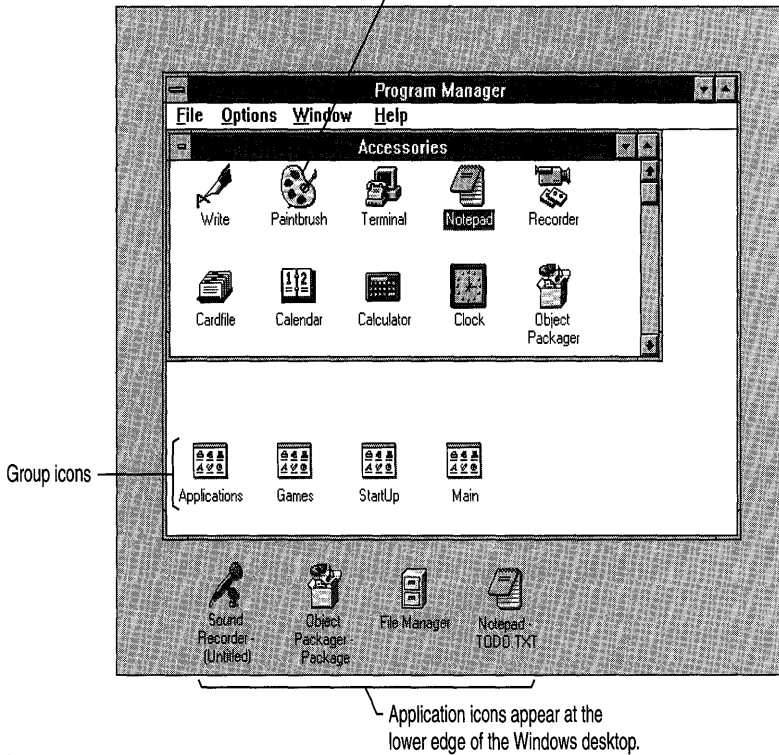 Program Manager
File Options Window Help
Accessories
Write Paintbrush Terminal Notepad Recorder
Cardfile Calendar Calculator Clock Object
Packager
Group icons
Applications Games StartUp Main
Sound Object File Manager Notepad -
Recorder - Packager - TODO.TXT
(Untitled) Package
Application icons appear at the
lower edge of the Windows desktop.